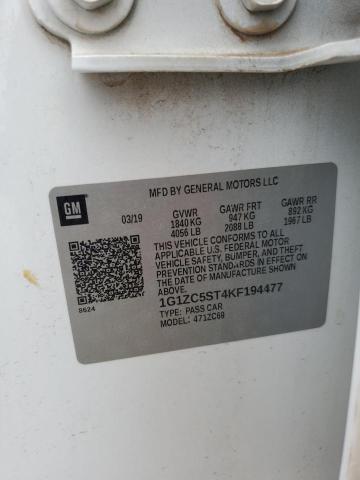 MFD BY GENERAL MOTORS LLC
GM
03/19 GVWR GAWR FRT GAWR RR
1840 KG 947 KG 892 KG
4056 LB 2088 LB 1967 LB
THIS VEHICLE CONFORMS TO ALL
APPLICABLE U.S. FEDERAL MOTOR
VEHICLE SAFETY, BUMPER, AND THEFT
PREVENTION STANDARDS IN EFFECT ON
THE DATE OF MANUFACTURE SHOWN
ABOVE.
8624
1G1ZC5ST4KF194477
TYPE: PASS CAR
MODEL: 471ZC69